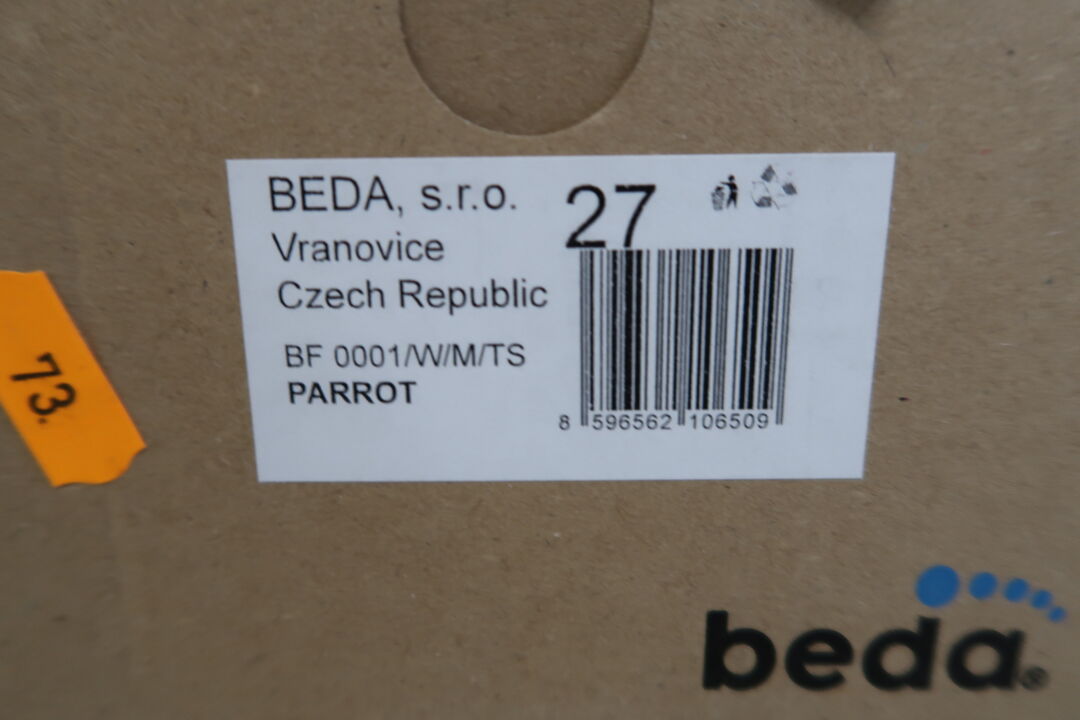 BEDA, s.r.o.
27
Vranovice
Czech Republic
BF 0001/W/M/TS
PARROT
8 596562 106509
73.
beda®